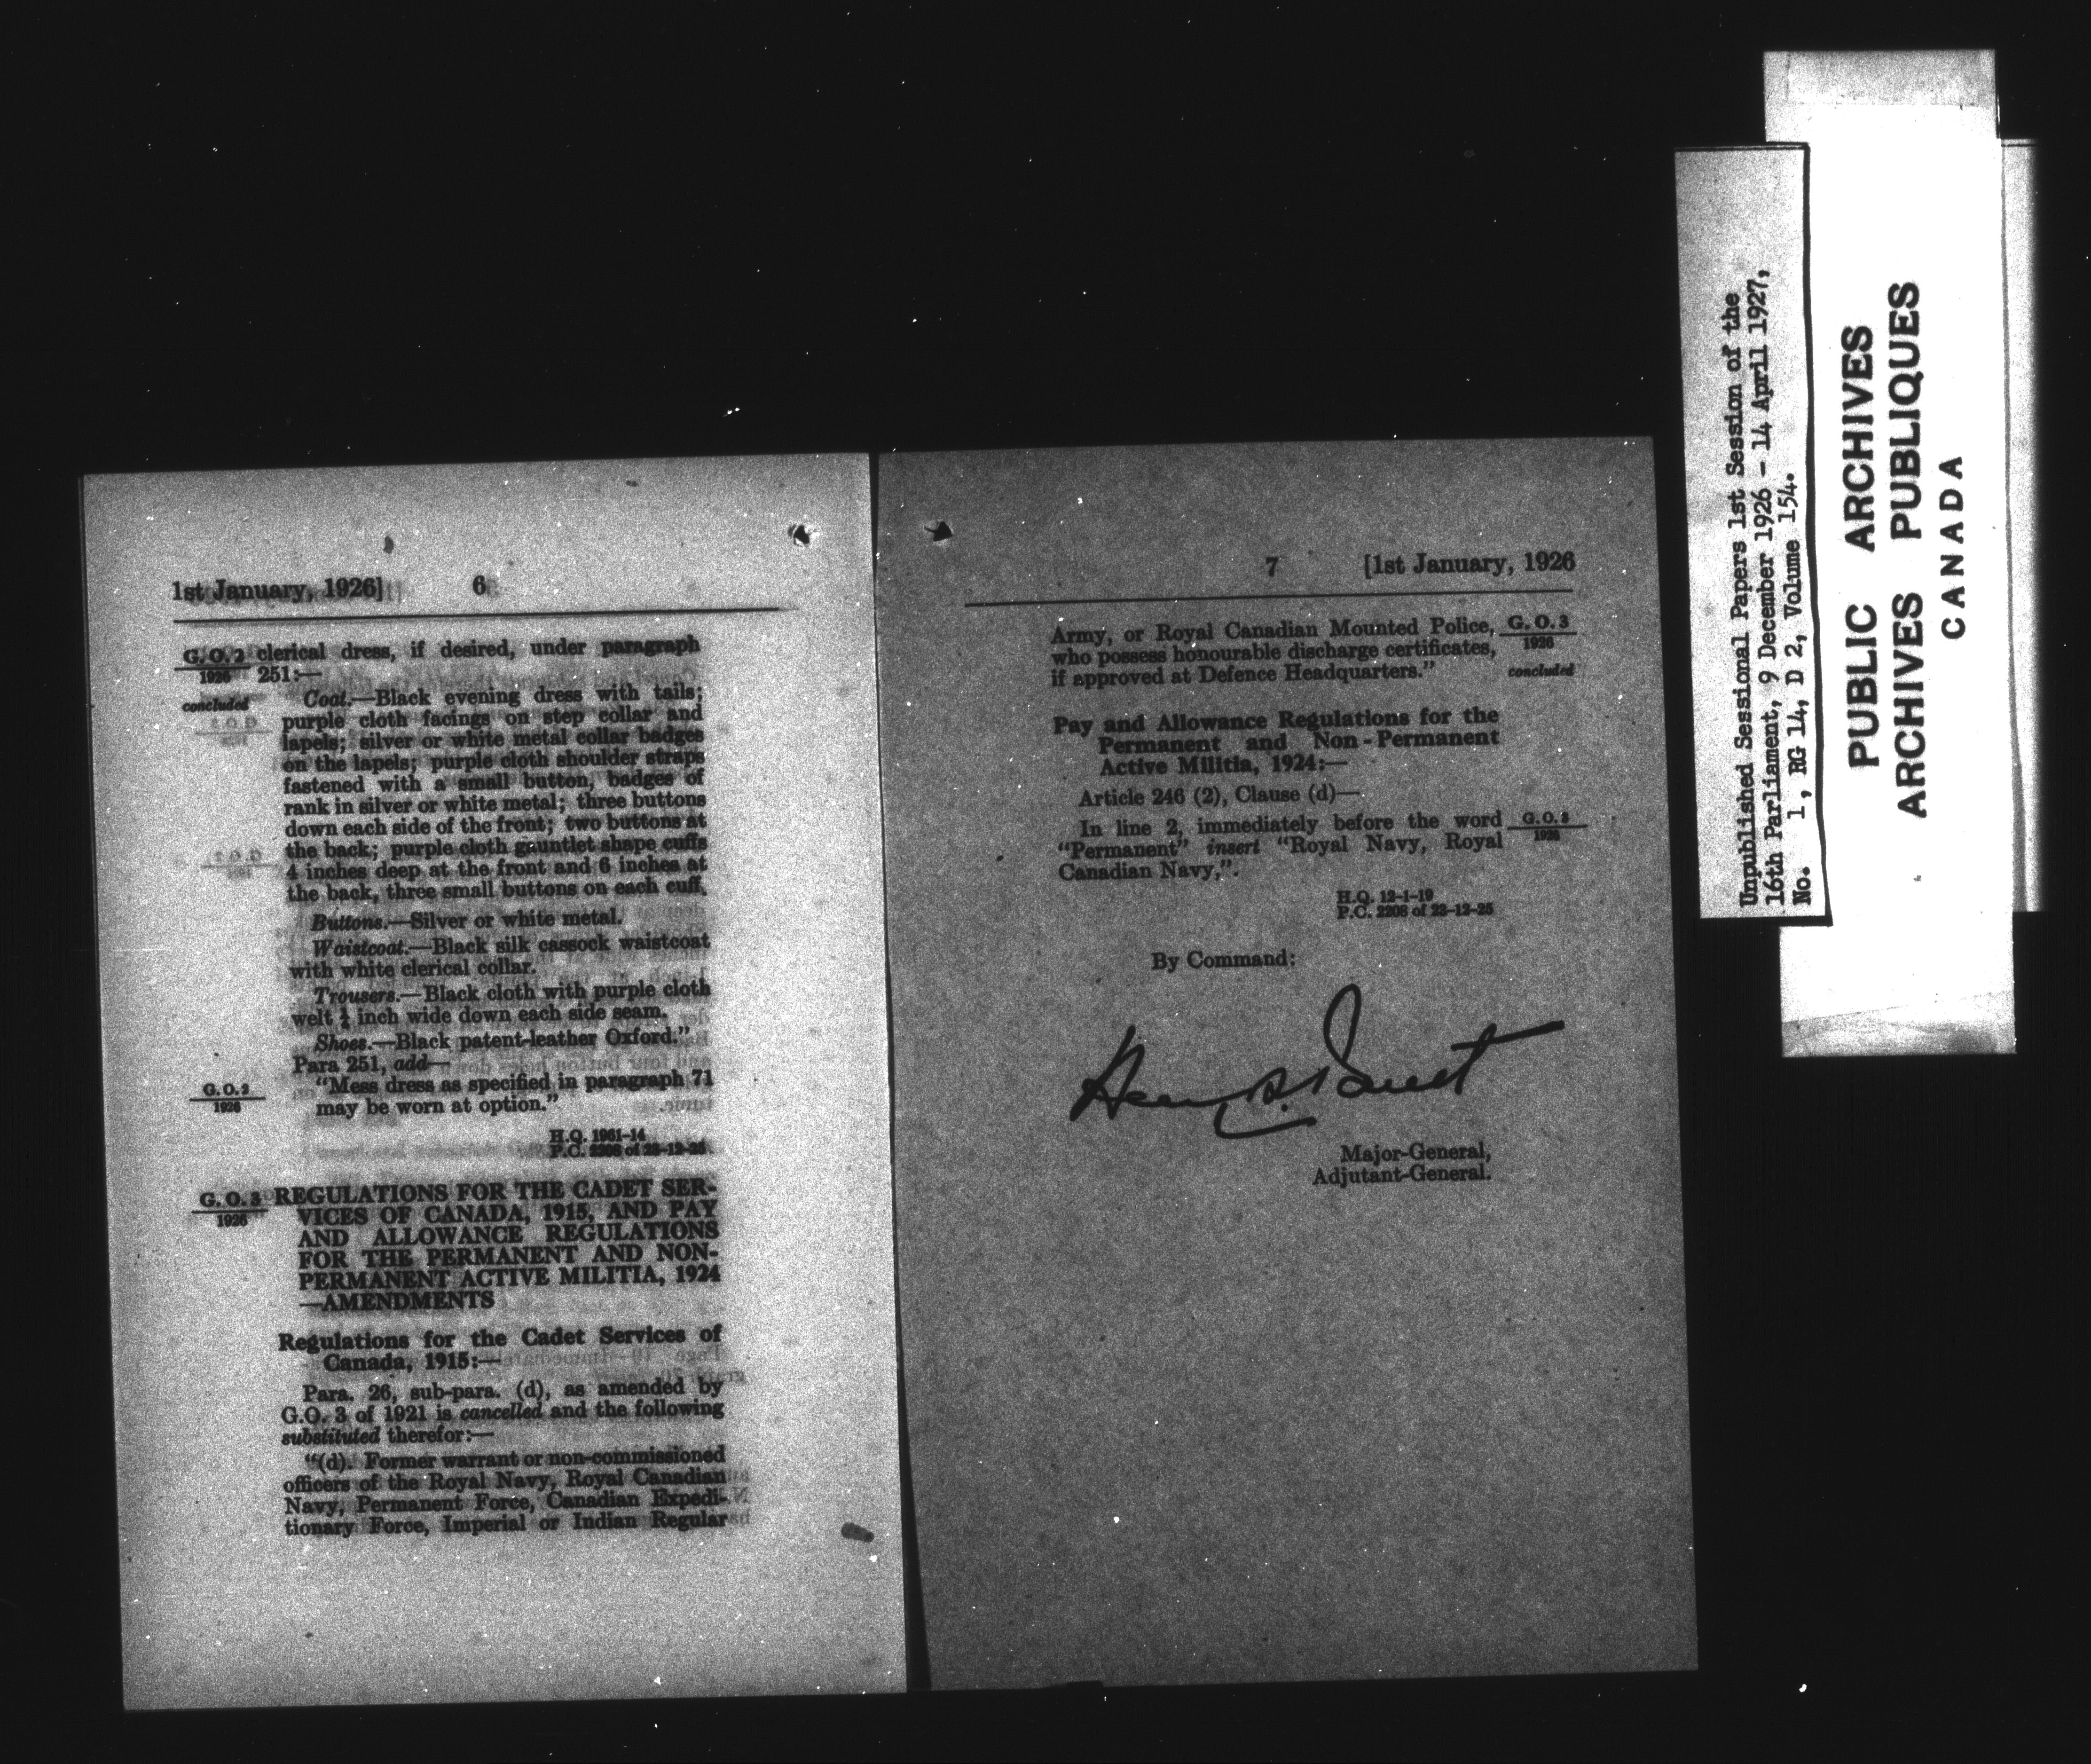 1st January, 1926]
6
G. O. 2
1926
concluded
clerical dress, if desired, under paragraph
251:—
Coat.—Black evening dress with tails;
purple cloth facings on step collar and
lapels; silver or white metal collar badges
on the lapels; purple cloth shoulder straps
fastened with a small button, badges of
rank in silver or white metal; three buttons
down each side of the front; two buttons at
the back; purple cloth gauntlet shape cuffs
4 inches deep at the front and 6 inches at
the back, three small buttons on each cuff.
Buttons.—Silver or white metal.
Waistcoat.—Black silk cassock waistcoat
with white clerical collar.
Trousers.—Black cloth with purple cloth
welt inch wide down each side seam.
Shoes.—Black patent-leather Oxford.”
Para 251, add—
G. O. 2
1926
“Mess dress as specified in paragraph 71
may be worn at option.”
H.Q. 1961-14
P.C. 2208 of 23-12-25
G. O. 3
1926
REGULATIONS FOR THE CADET SER-
VICES OF CANADA, 1915, AND PAY
AND ALLOWANCE REGULATIONS
FOR THE PERMANENT AND NON-
PERMANENT ACTIVE MILITIA, 1924
—AMENDMENTS
Regulations for the Cadet Services of
Canada, 1915:—
Para. 26, sub-para. (d), as amended by
G.O. 3 of 1921 is cancelled and the following
substituted therefor:—
“(d). Former warrant or non-commissioned
officers of the Royal Navy, Royal Canadian
Navy, Permanent Force, Canadian Expedi-
tionary Force, Imperial or Indian Regular
7
[1st January, 1926
Army, or Royal Canadian Mounted Police,
who possess honourable discharge certificates,
if approved at Defence Headquarters.”
G. O. 3
1926
concluded
Pay and Allowance Regulations for the
Permanent and Non-Permanent
Active Militia, 1924:—
Article 246 (2), Clause (d)—
In line 2, immediately before the word
“Permanent” insert “Royal Navy, Royal
Canadian Navy,”.
G. O. 3
1926
H.Q. 12-1-19
P.C. 2208 of 23-12-25
By Command:
Major-General,
Adjutant-General.
Unpublished Sessional Papers 1st Session of the
16th Parliament, 9 December 1926 - 14 April 1927,
No. 1, RG 14, D 2, Volume 154.
PUBLIC ARCHIVES
ARCHIVES PUBLIQUES
CANADA